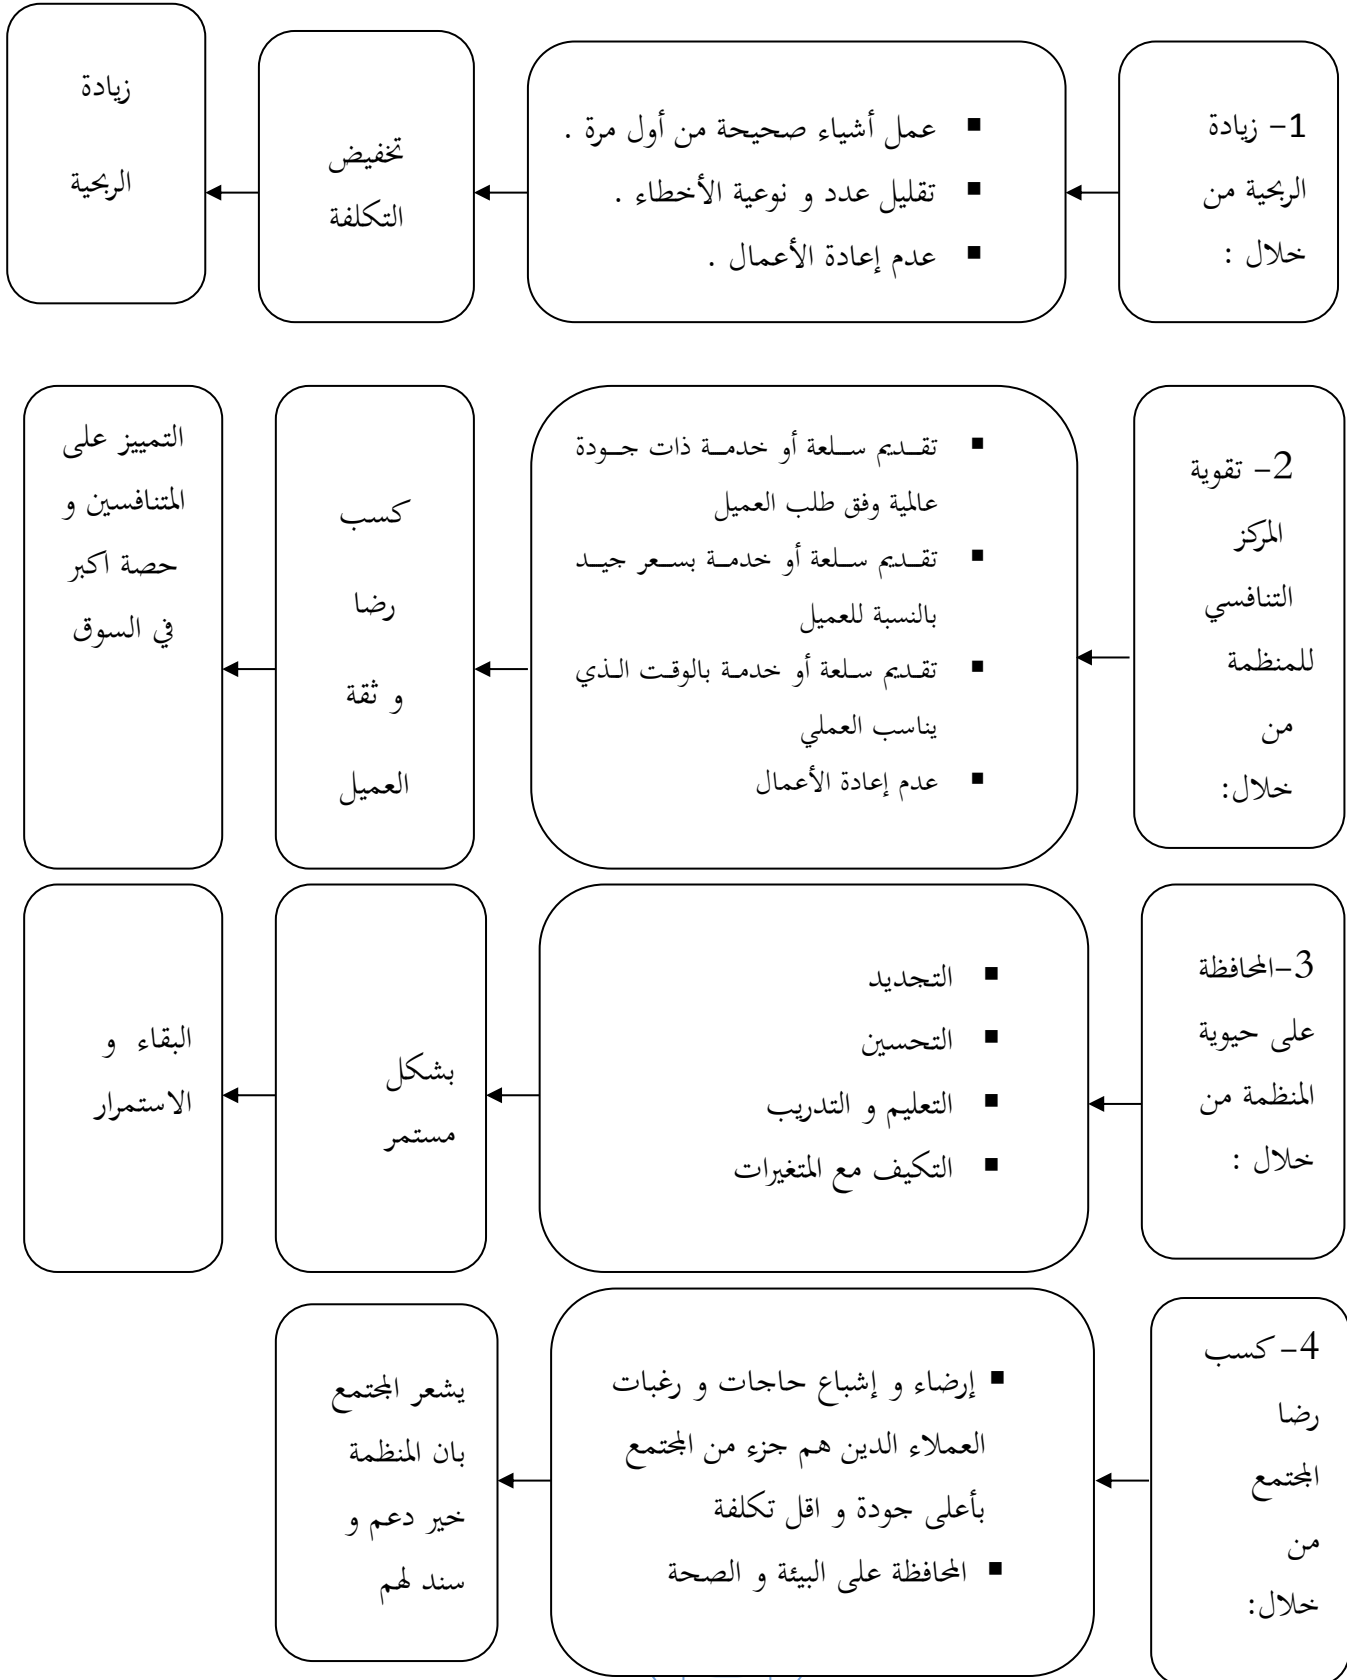 1- زيادة
الربحية من
خلال :
▪ عمل أشياء صحيحة من أول مرة .
▪ تقليل عدد و نوعية الأخطاء .
▪ عدم إعادة الأعمال .
تخفيض
التكلفة
زيادة
الربحية
2- تقوية
المركز
التنافسي
للمنظمة
من
خلال:
▪ تقديم سلعة أو خدمة ذات جودة
عالمية وفق طلب العميل
▪ تقديم سلعة أو خدمة بسعر جيد
بالنسبة للعميل
▪ تقديم سلعة أو خدمة بالوقت الذي
يناسب العملي
▪ عدم إعادة الأعمال
كسب
رضا
و ثقة
العميل
التمييز على
المتنافسين و
حصة اكبر
في السوق
3-المحافظة
على حيوية
المنظمة من
خلال :
▪ التجديد
▪ التحسين
▪ التعليم و التدريب
▪ التكيف مع المتغيرات
بشكل
مستمر
البقاء و
الاستمرار
4- كسب
رضا
المجتمع
من
خلال:
▪ إرضاء و إشباع حاجات و رغبات
العملاء الدين هم جزء من المجتمع
بأعلى جودة و اقل تكلفة
▪ المحافظة على البيئة و الصحة
يشعر المجتمع
بان المنظمة
خير دعم و
سند لهم